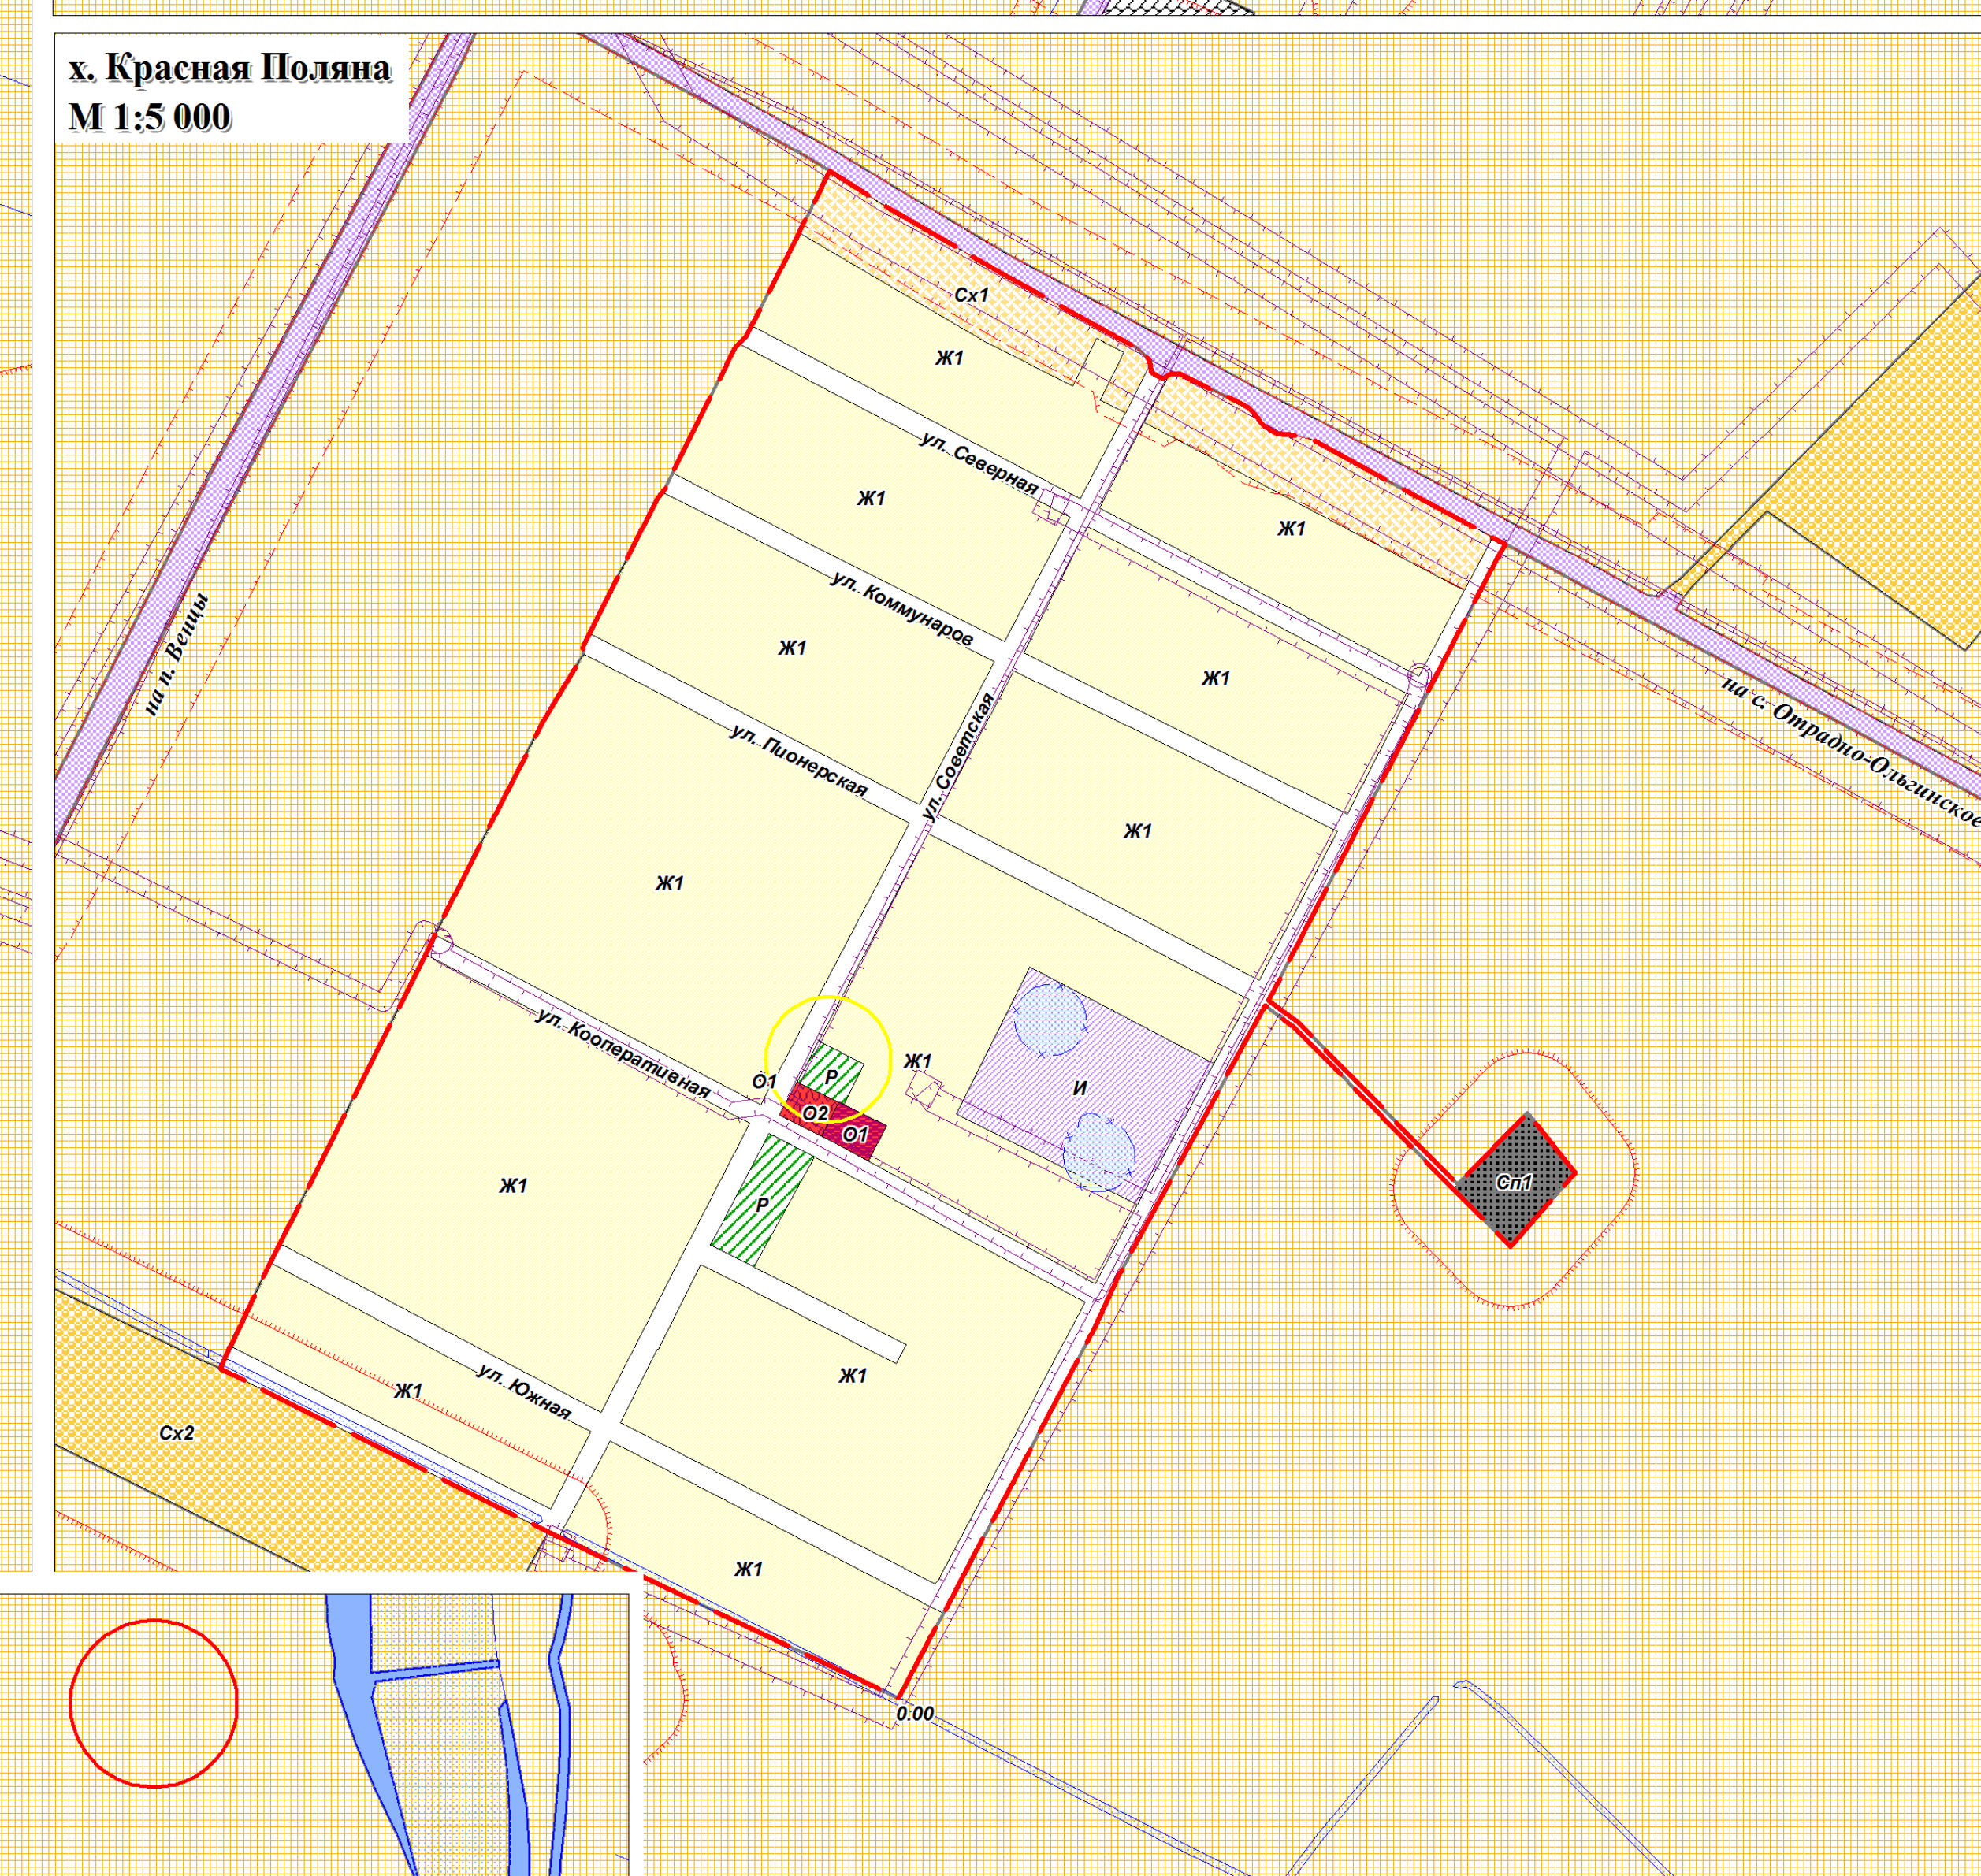 х. Красная Поляна
М 1:5 000
Сх1
Ж1
ул. Северная
Ж1
Ж1
ул. Коммунаров
на п. Венцы
Ж1
Ж1
на с. Отрадно-Ольгинское
ул. Советская
ул. Пионерская
Ж1
Ж1
ул. Кооперативная
Ж1
О1
Р
И
О2
О1
Ж1
Р
Сп1
ул. Южная
Ж1
Ж1
Сх2
Ж1
0.00